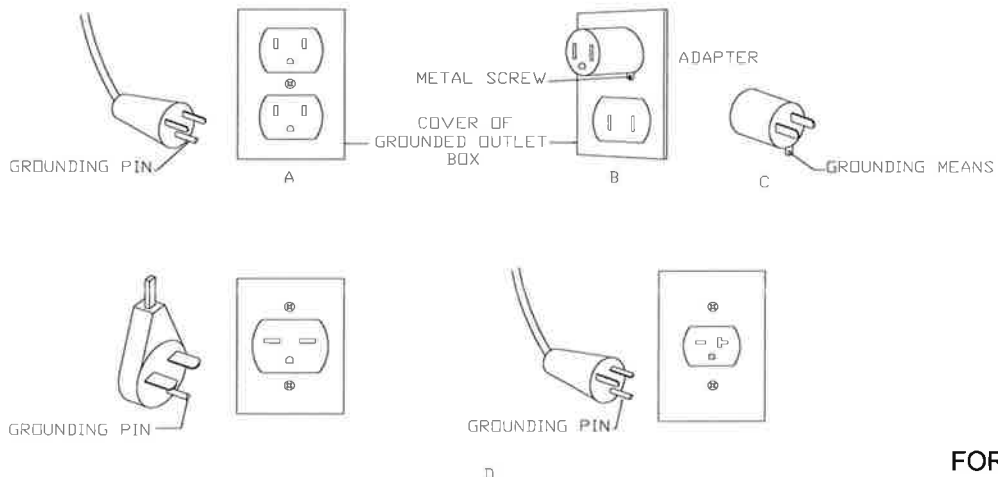 METAL SCREW
ADAPTER
COVER OF
GROUNDED OUTLET
BOX
GROUNDING PIN
A
B
C
GROUNDING MEANS
GROUNDING PIN
GROUNDING PIN
D
FOR